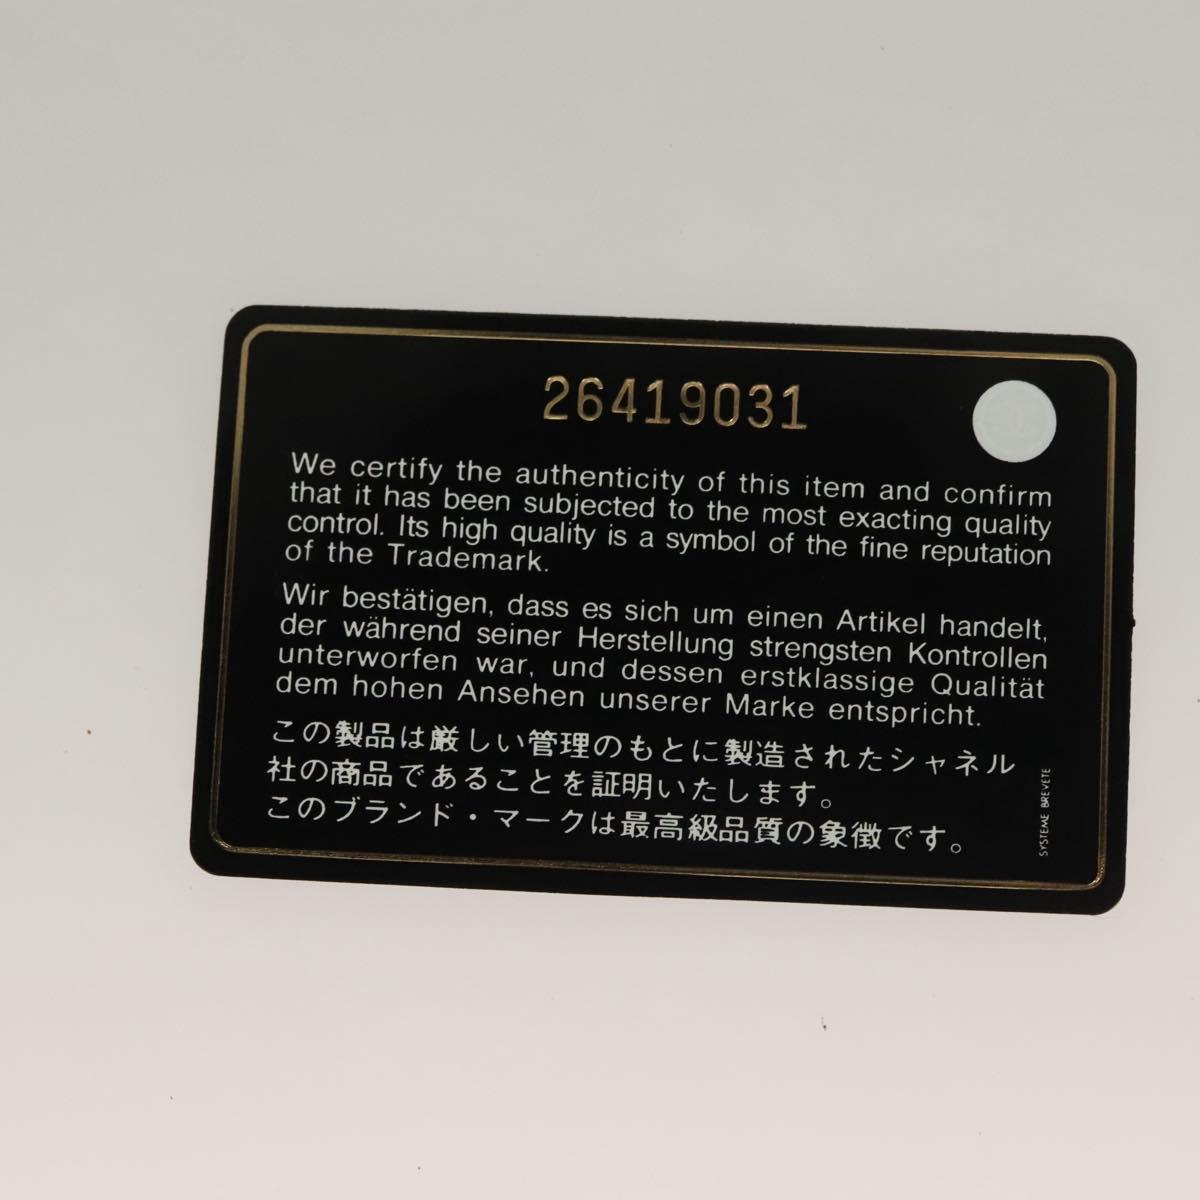 26419031
We certify the authenticity of this item and confirm
that it has been subjected to the most exacting quality
control. Its high quality is a symbol of the fine reputation
of the Trademark.
Wir bestätigen, dass es sich um einen Artikel handelt,
der während seiner Herstellung strengsten Kontrollen
unterworfen war, und dessen erstklassige Qualität
dem hohen Ansehen unserer Marke entspricht.
この製品は厳しい管理のもとに製造されたシャネル
社の商品であることを証明いたします。
このブランド・マークは最高級品質の象徴です。
SYSTEME BREVETE